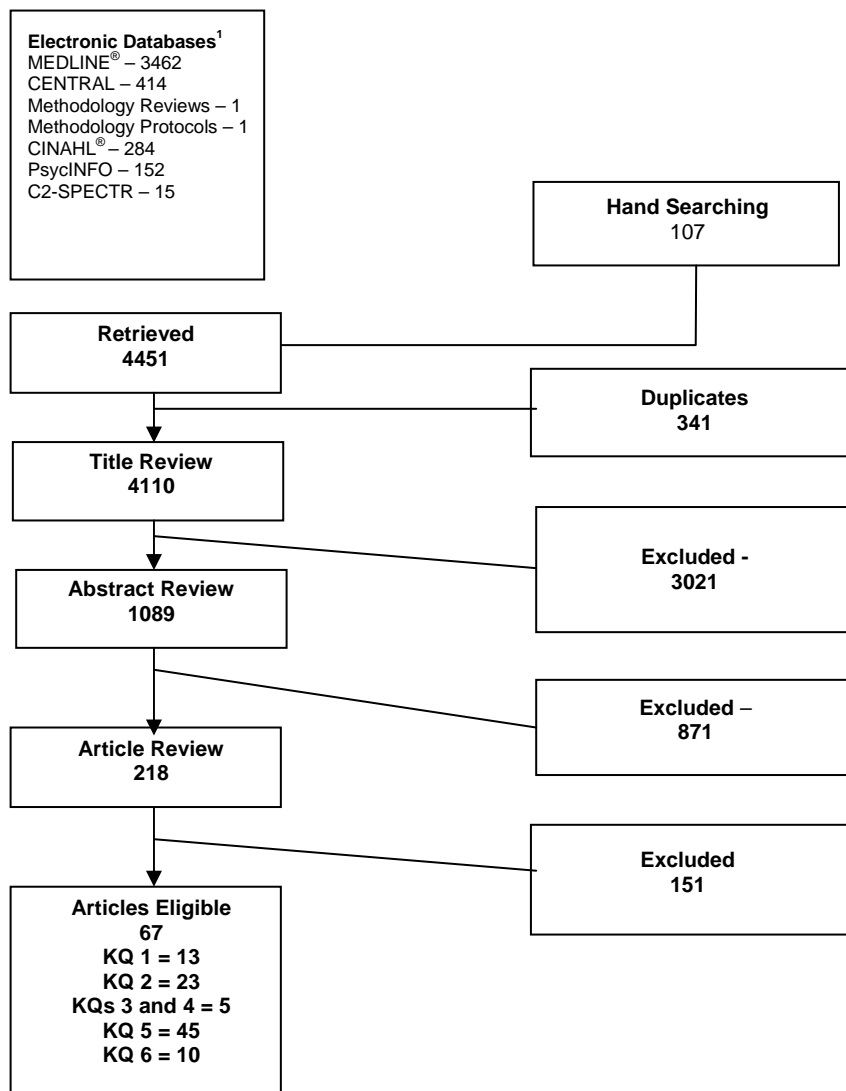 Electronic Databases¹
MEDLINE® – 3462
CENTRAL – 414
Methodology Reviews – 1
Methodology Protocols – 1
CINAHL® – 284
PsycINFO – 152
C2-SPECTR – 15
Hand Searching
107
Retrieved
4451
Duplicates
341
Title Review
4110
Excluded -
3021
Abstract Review
1089
Excluded –
871
Article Review
218
Excluded
151
Articles Eligible
67
KQ 1 = 13
KQ 2 = 23
KQs 3 and 4 = 5
KQ 5 = 45
KQ 6 = 10